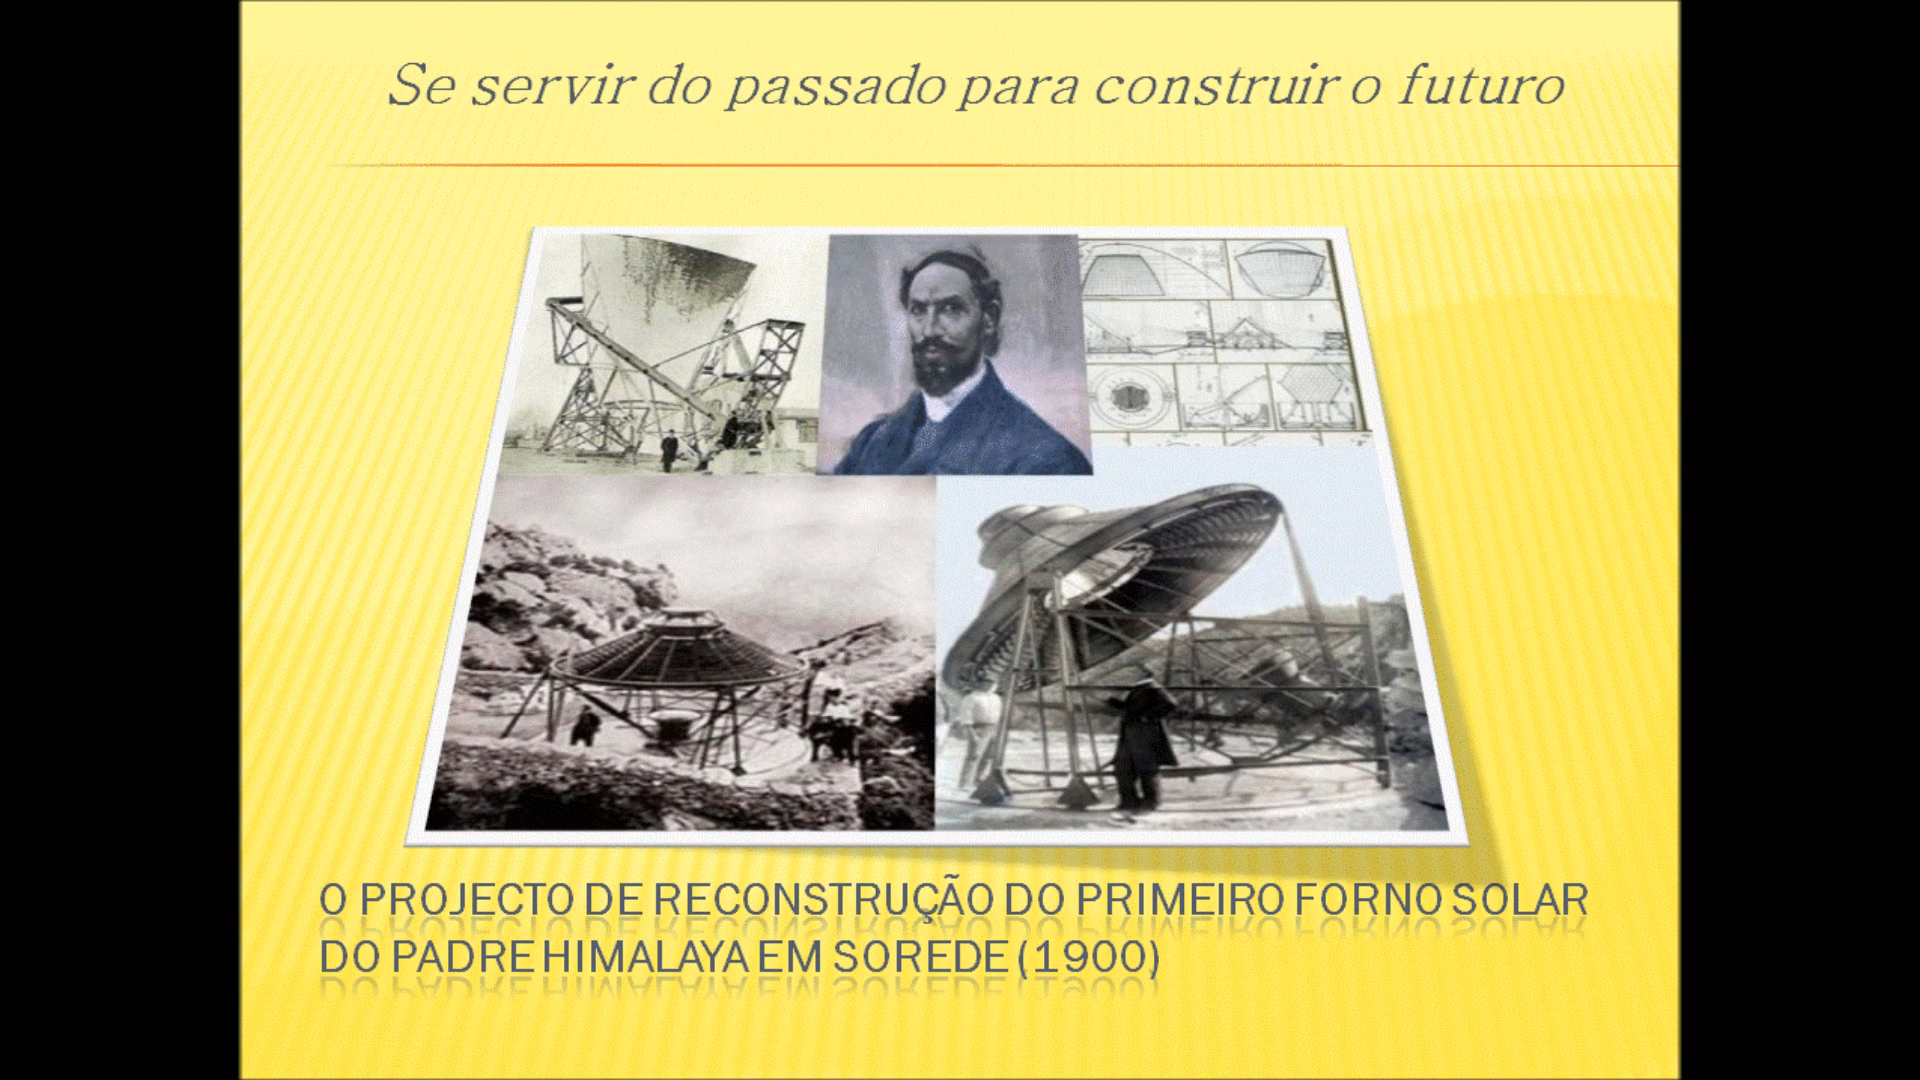 Se servir do passado para construir o futuro
O PROJECTO DE RECONSTRUÇÃO DO PRIMEIRO FORNO SOLAR
DO PADRE HIMALAYA EM SOREDE (1900)